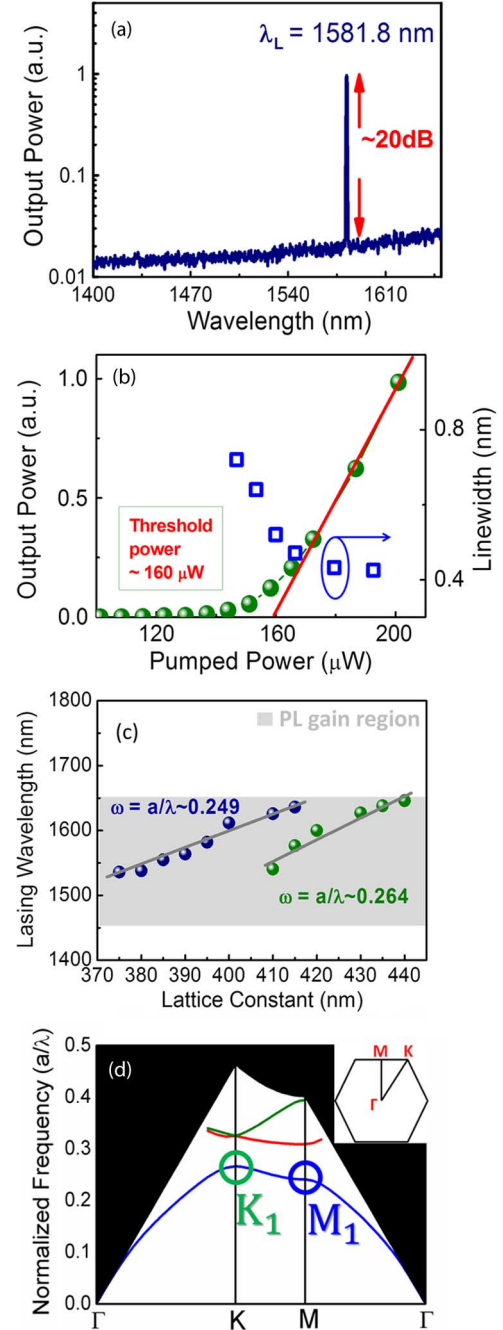 (a)
λL = 1581.8 nm
~20dB
Output Power (a.u.)
1
0.1
0.01
1400 1470 1540 1610
Wavelength (nm)
(b)
Output Power (a.u.)
1.0
0.5
0.0
Threshold
power
~ 160 μW
0.8
0.4
Linewidth (nm)
120 160 200
Pumped Power (μW)
(c)
PL gain region
Lasing Wavelength (nm)
1800
1700
1600
1500
1400
ω = a/λ~0.249
ω = a/λ~0.264
370 380 390 400 410 420 430 440
Lattice Constant (nm)
(d)
Normalized Frequency (a/λ)
0.5
0.4
0.3
0.2
0.1
0.0
M K
Γ
K1 M1
Γ K M Γ